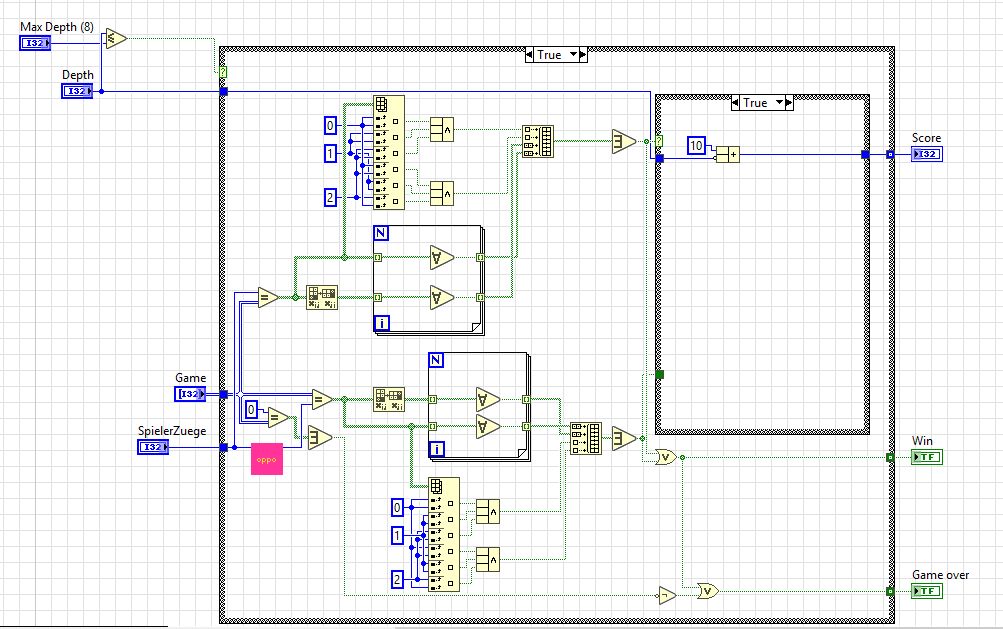 Max Depth (8)
I32
True
Depth
I32
True
0
1
10
Score
I32
2
N
i
N
Game
I32
0
SpielerZuege
I32
oppo
i
Win
TF
0
1
Game over
2
TF